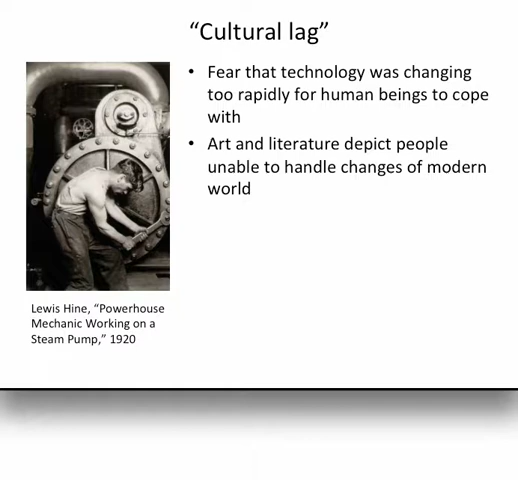 “Cultural lag”
• Fear that technology was changing
too rapidly for human beings to cope
with
• Art and literature depict people
unable to handle changes of modern
world
Lewis Hine, “Powerhouse
Mechanic Working on a
Steam Pump,” 1920